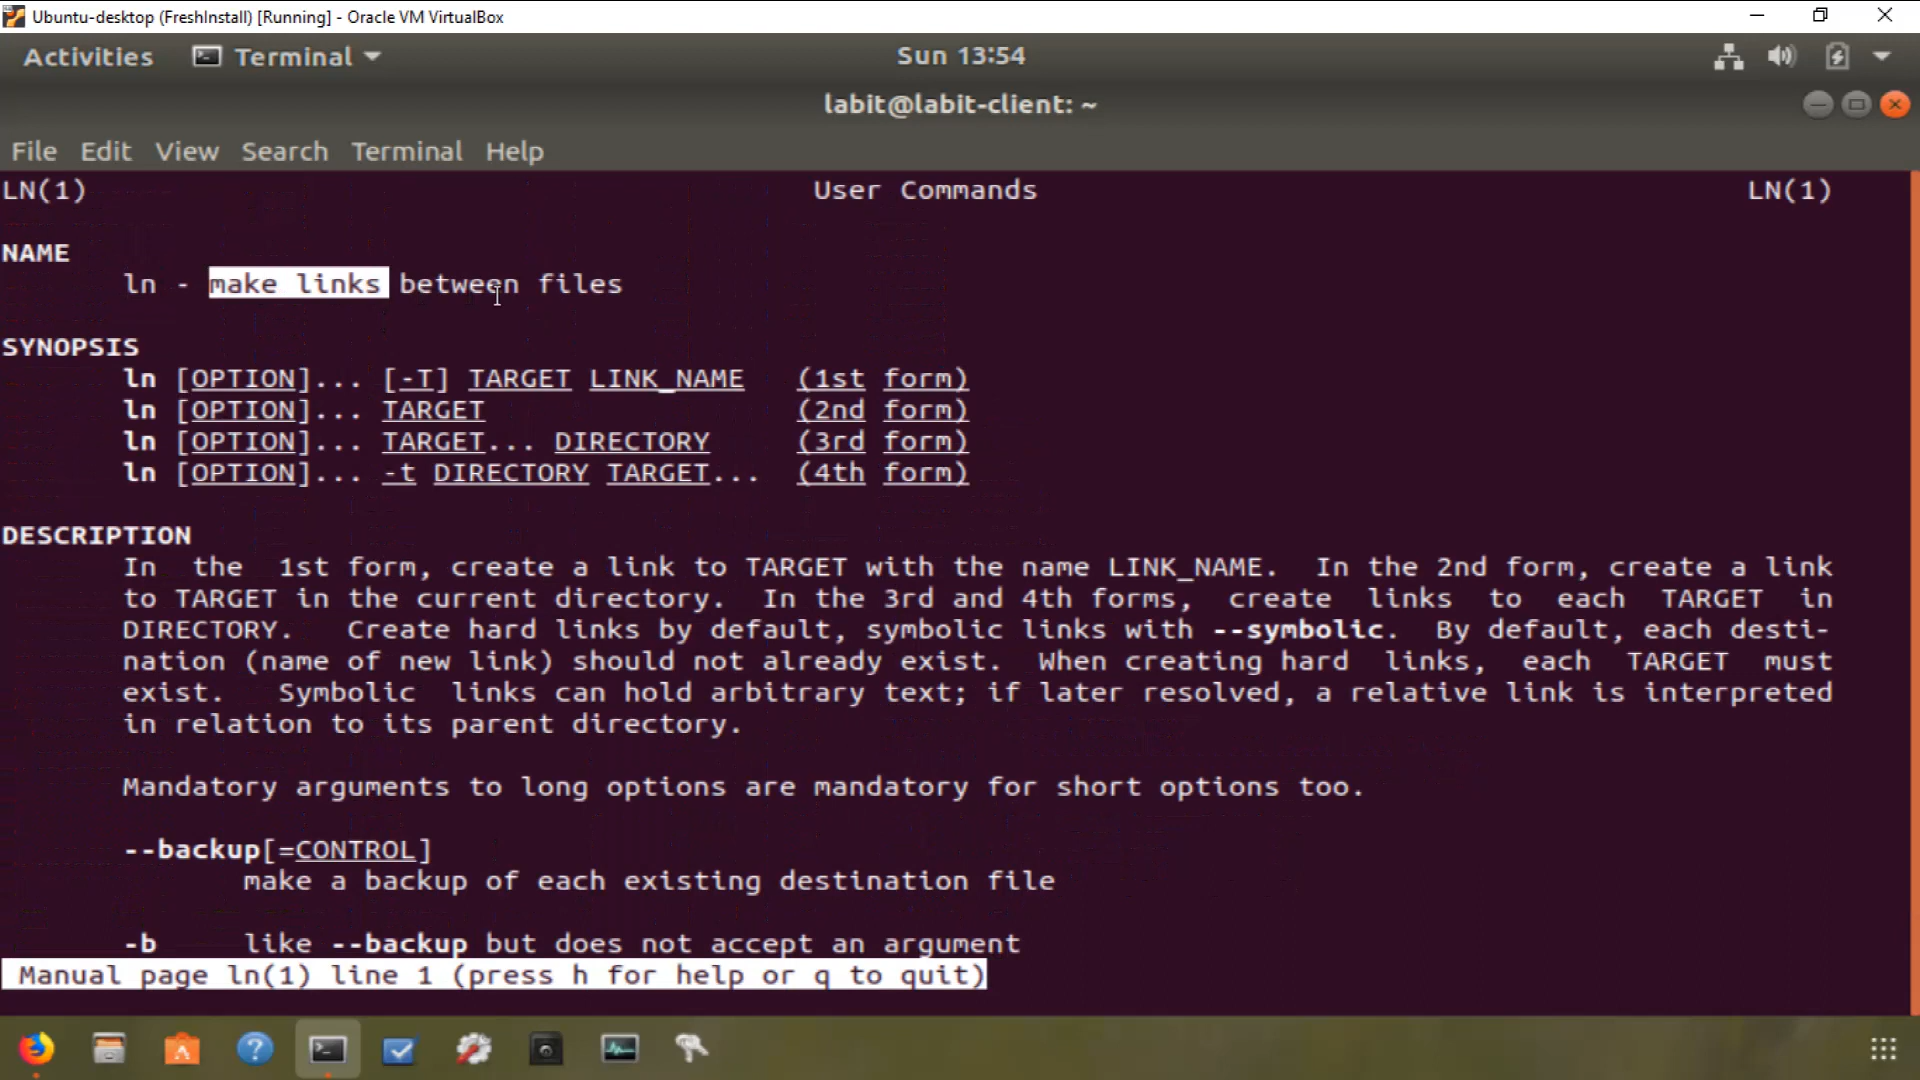 Ubuntu-desktop (FreshInstall) [Running] - Oracle VM VirtualBox
Activities Terminal Sun 13:54
labit@labit-client: ~
File Edit View Search Terminal Help
LN(1) User Commands LN(1)
NAME
ln - make links between files
SYNOPSIS
ln [OPTION]... [-T] TARGET LINK_NAME (1st form)
ln [OPTION]... TARGET (2nd form)
ln [OPTION]... TARGET... DIRECTORY (3rd form)
ln [OPTION]... -t DIRECTORY TARGET... (4th form)
DESCRIPTION
In the 1st form, create a link to TARGET with the name LINK_NAME. In the 2nd form, create a link
to TARGET in the current directory. In the 3rd and 4th forms, create links to each TARGET in
DIRECTORY. Create hard links by default, symbolic links with --symbolic. By default, each desti-
nation (name of new link) should not already exist. When creating hard links, each TARGET must
exist. Symbolic links can hold arbitrary text; if later resolved, a relative link is interpreted
in relation to its parent directory.
Mandatory arguments to long options are mandatory for short options too.
--backup[=CONTROL]
make a backup of each existing destination file
-b like --backup but does not accept an argument
Manual page ln(1) line 1 (press h for help or q to quit)